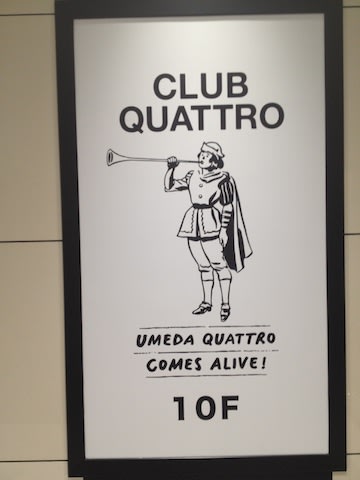 CLUB
QUATTRO
UMEDA QUATTRO
COMES ALIVE!
10F